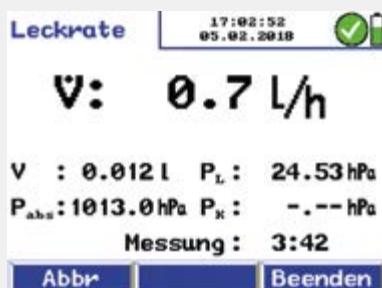 Leckrate 17:02:52
05.02.2018
V̇: 0.7 l/h
V : 0.012 l P_L: 24.53 hPa
P_abs: 1013.0 hPa P_K: -.-- hPa
Messung: 3:42
Abbr Beenden